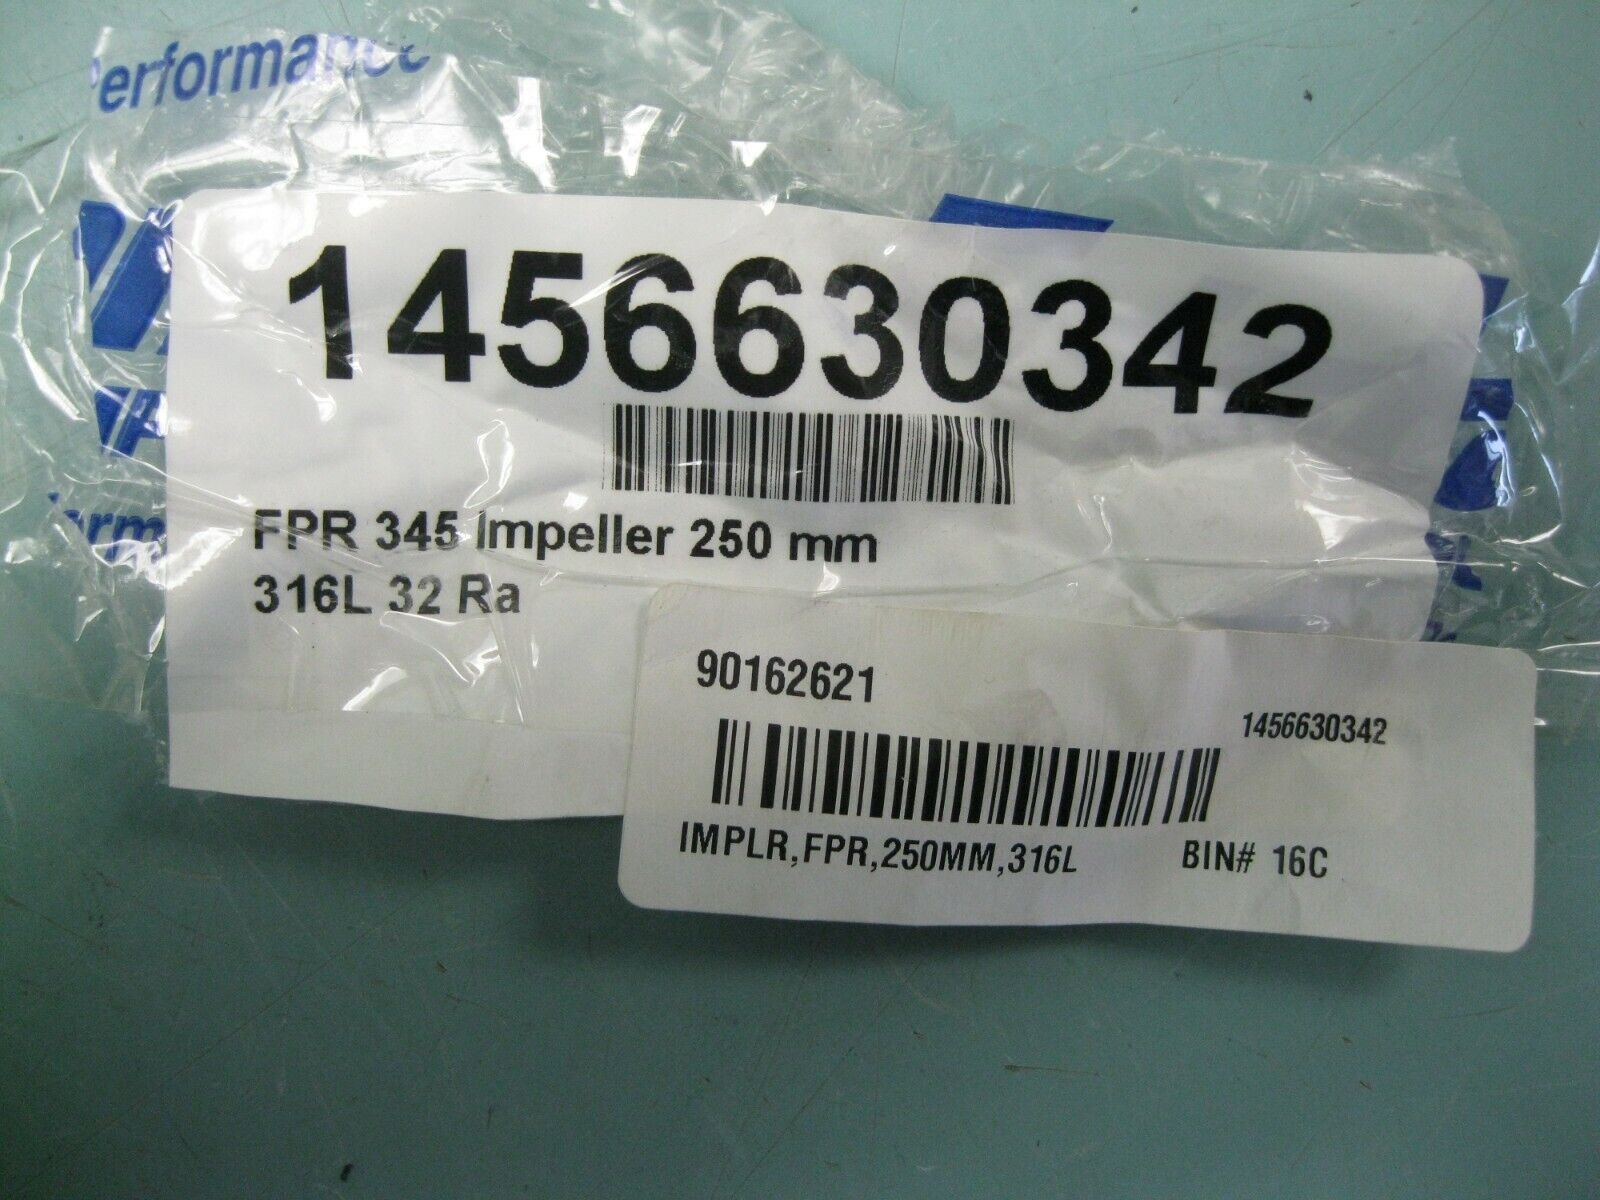 Performance
1456630342
FPR 345 Impeller 250 mm
316L 32 Ra
90162621
1456630342
IMPLR,FPR,250MM,316L BIN# 16C